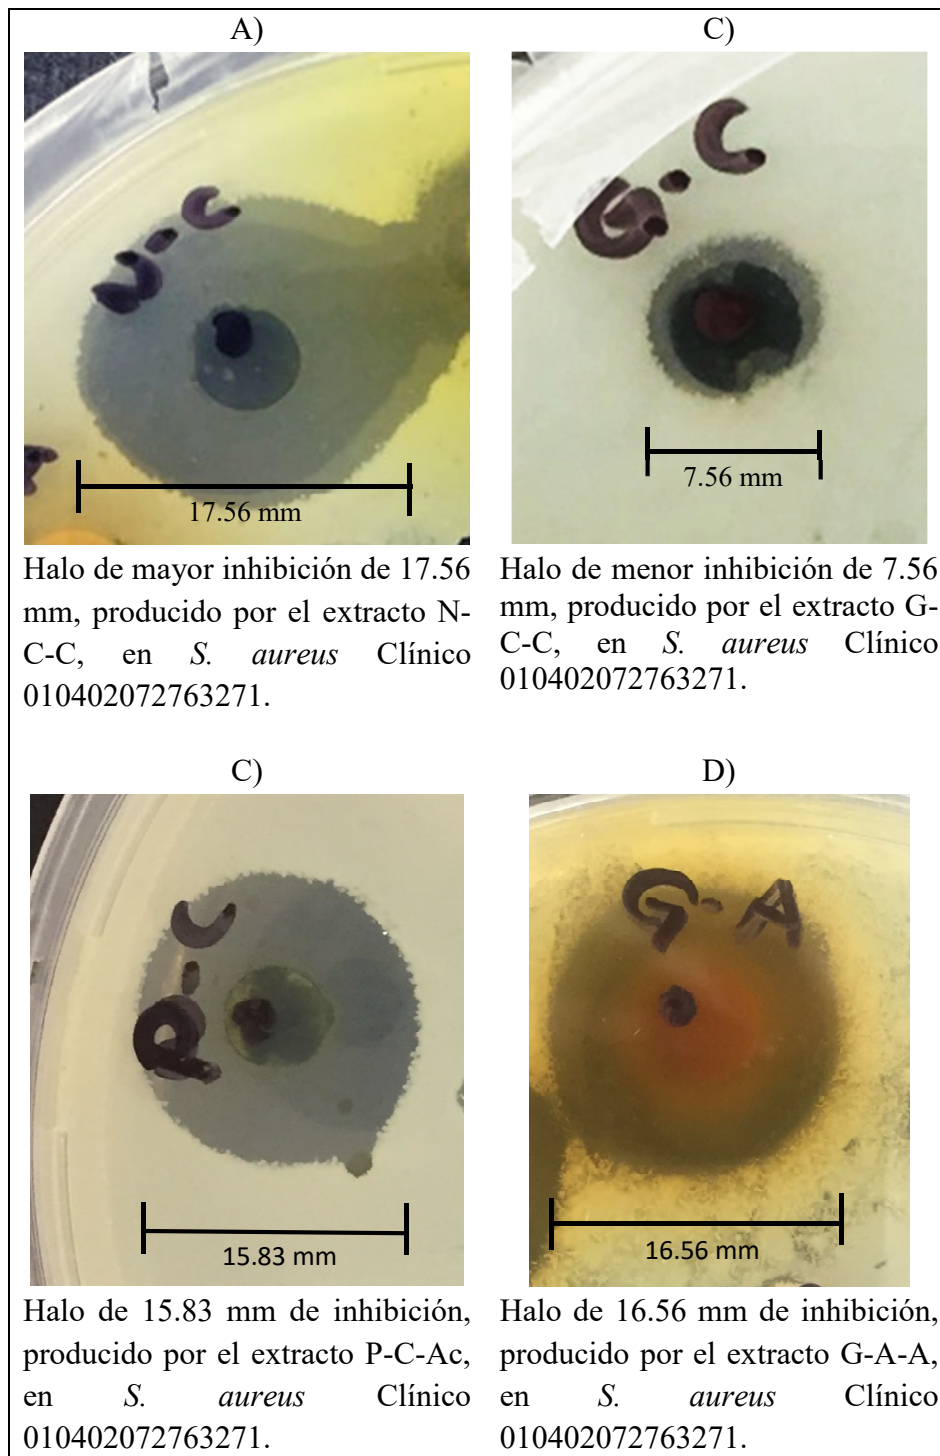 A)
N-C
17.56 mm
Halo de mayor inhibición de 17.56
mm, producido por el extracto N-
C-C, en S. aureus Clínico
010402072763271.
C)
G-C
7.56 mm
Halo de menor inhibición de 7.56
mm, producido por el extracto G-
C-C, en S. aureus Clínico
010402072763271.
C)
P-C
15.83 mm
Halo de 15.83 mm de inhibición,
producido por el extracto P-C-Ac,
en S. aureus Clínico
010402072763271.
D)
G-A
16.56 mm
Halo de 16.56 mm de inhibición,
producido por el extracto G-A-A,
en S. aureus Clínico
010402072763271.